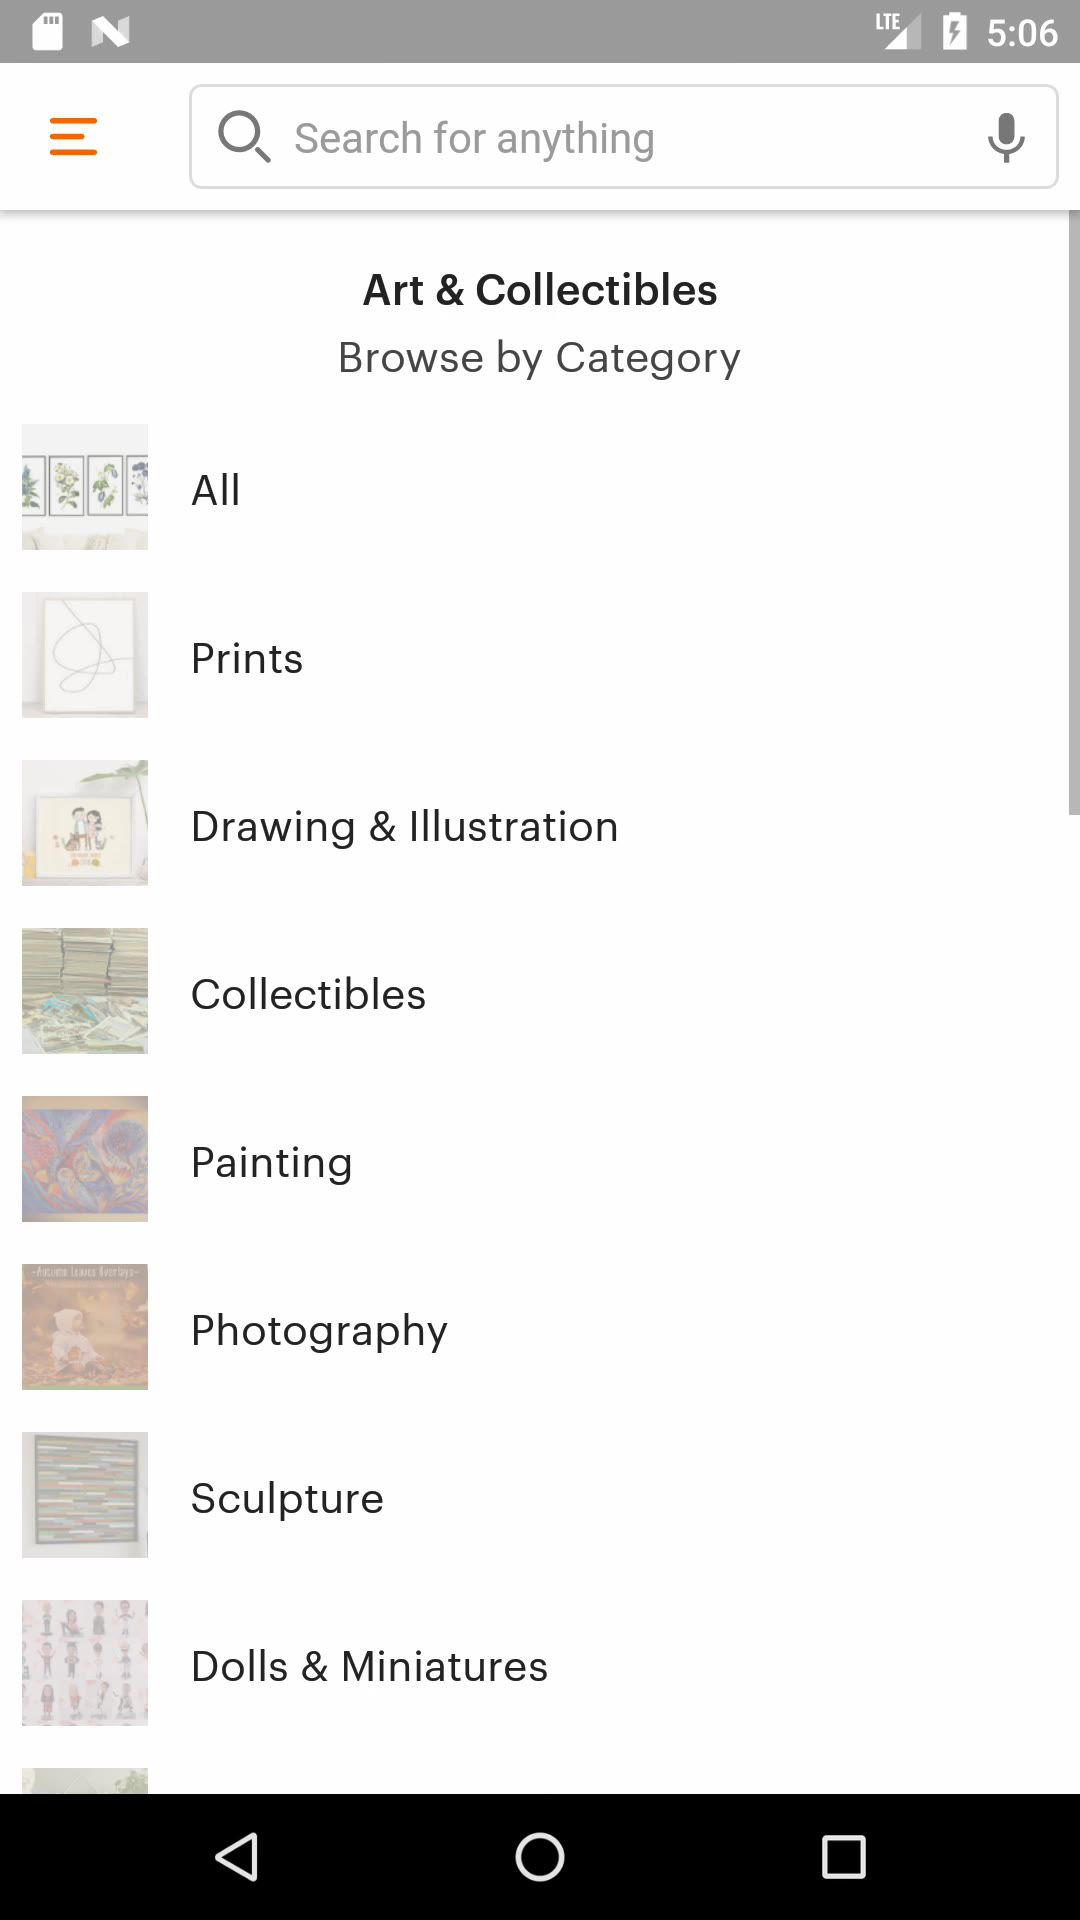 LTE 5:06
Search for anything
Art & Collectibles
Browse by Category
All
Prints
Drawing & Illustration
Collectibles
Painting
~Autumn Leaves Overlays~
Photography
Sculpture
Dolls & Miniatures